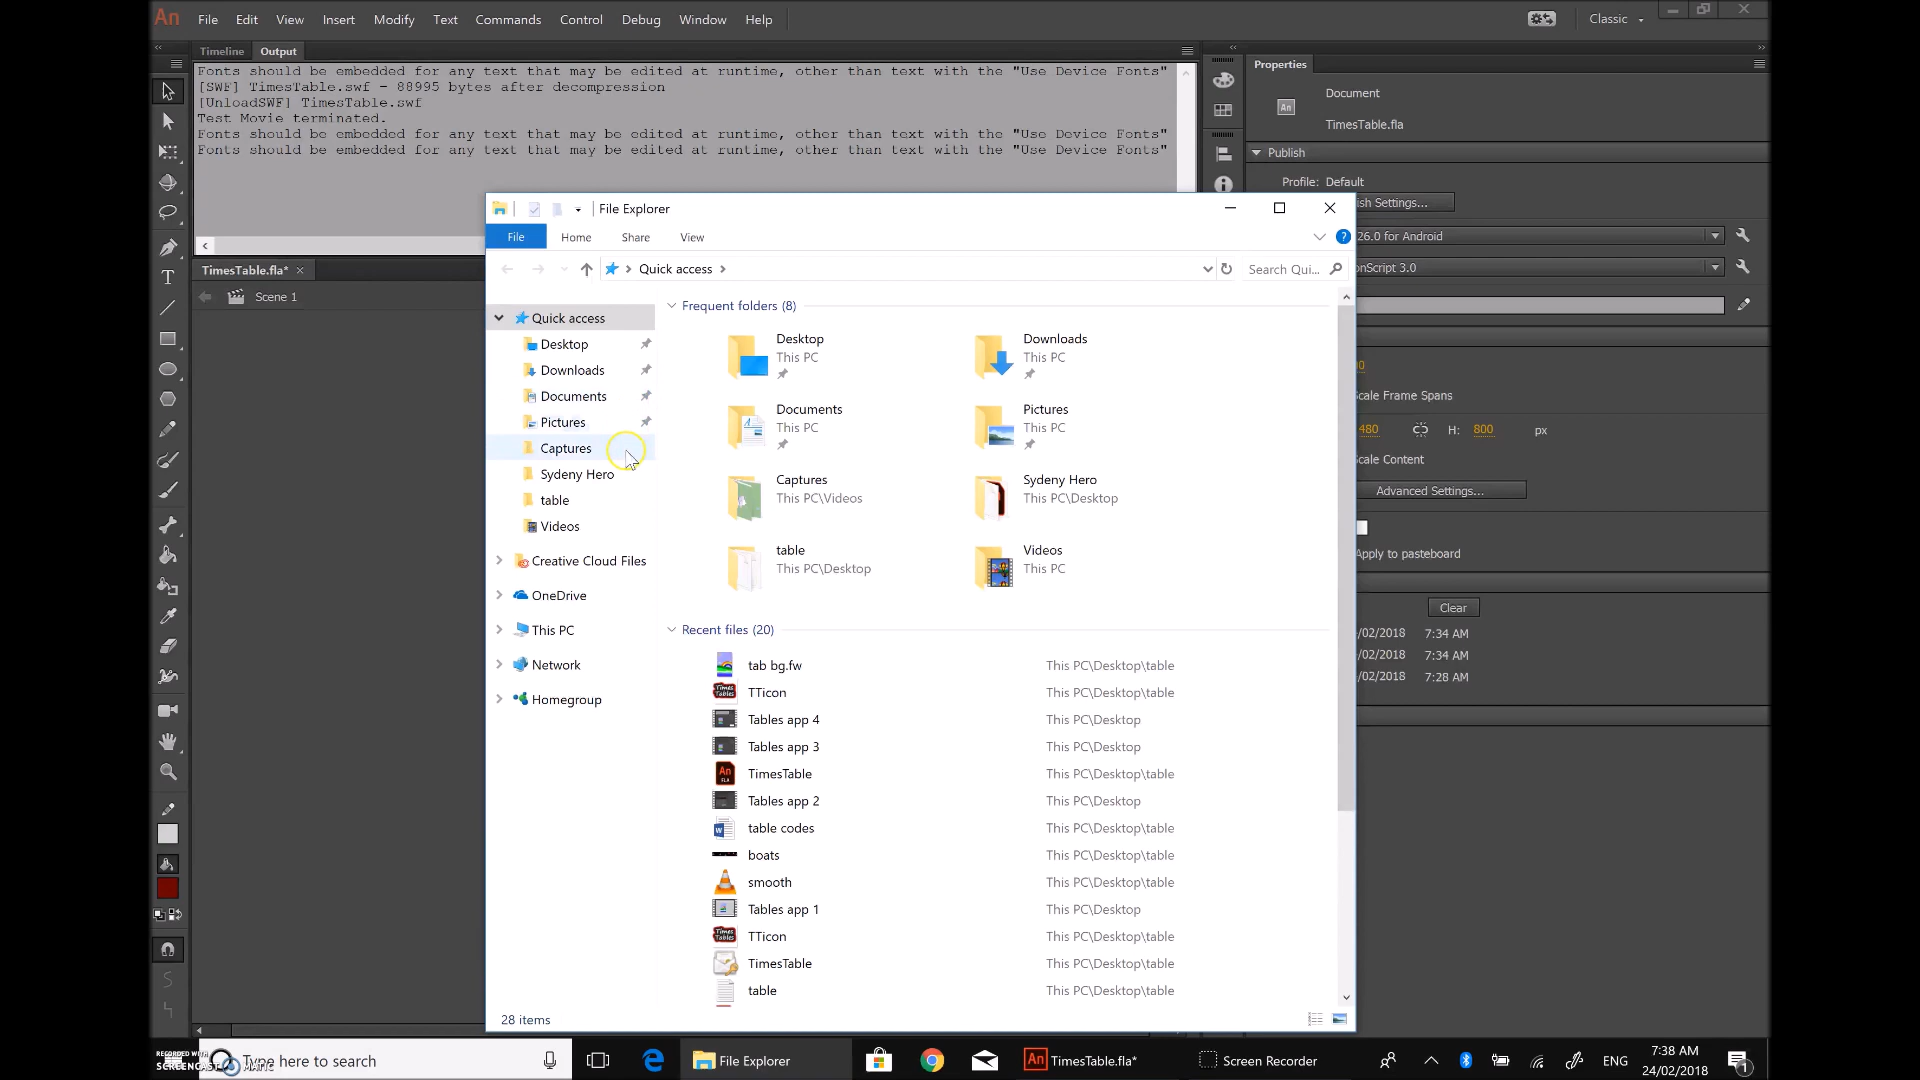 An File Edit View Insert Modify Text Commands Control Debug Window Help Classic
Timeline Output
Fonts should be embedded for any text that may be edited at runtime, other than text with the "Use Device Fonts"
[SWF] TimesTable.swf - 88995 bytes after decompression
[UnloadSWF] TimesTable.swf
Test Movie terminated.
Fonts should be embedded for any text that may be edited at runtime, other than text with the "Use Device Fonts"
Fonts should be embedded for any text that may be edited at runtime, other than text with the "Use Device Fonts"
TimesTable.fla*
Scene 1
Properties
An Document
TimesTable.fla
Publish
Profile: Default
ish Settings...
26.0 for Android
onScript 3.0
0
Scale Frame Spans
480 H: 800 px
Scale Content
Advanced Settings...
Apply to pasteboard
Clear
/02/2018 7:34 AM
/02/2018 7:34 AM
/02/2018 7:28 AM
File Explorer
File Home Share View
Quick access Search Qui...
Quick access
Desktop
Downloads
Documents
Pictures
Captures
Sydeny Hero
table
Videos
Creative Cloud Files
OneDrive
This PC
Network
Homegroup
Frequent folders (8)
Desktop
This PC
Downloads
This PC
Documents
This PC
Pictures
This PC
Captures
This PC\Videos
Sydeny Hero
This PC\Desktop
table
This PC\Desktop
Videos
This PC
Recent files (20)
tab bg.fw This PC\Desktop\table
TTicon This PC\Desktop\table
Tables app 4 This PC\Desktop
Tables app 3 This PC\Desktop
TimesTable This PC\Desktop\table
Tables app 2 This PC\Desktop
table codes This PC\Desktop\table
boats This PC\Desktop\table
smooth This PC\Desktop\table
Tables app 1 This PC\Desktop
TTicon This PC\Desktop\table
TimesTable This PC\Desktop\table
table This PC\Desktop\table
28 items
RECORDED WITH
SCREENCAST MATIC
Type here to search
File Explorer
An TimesTable.fla*
Screen Recorder
ENG
7:38 AM
24/02/2018
1